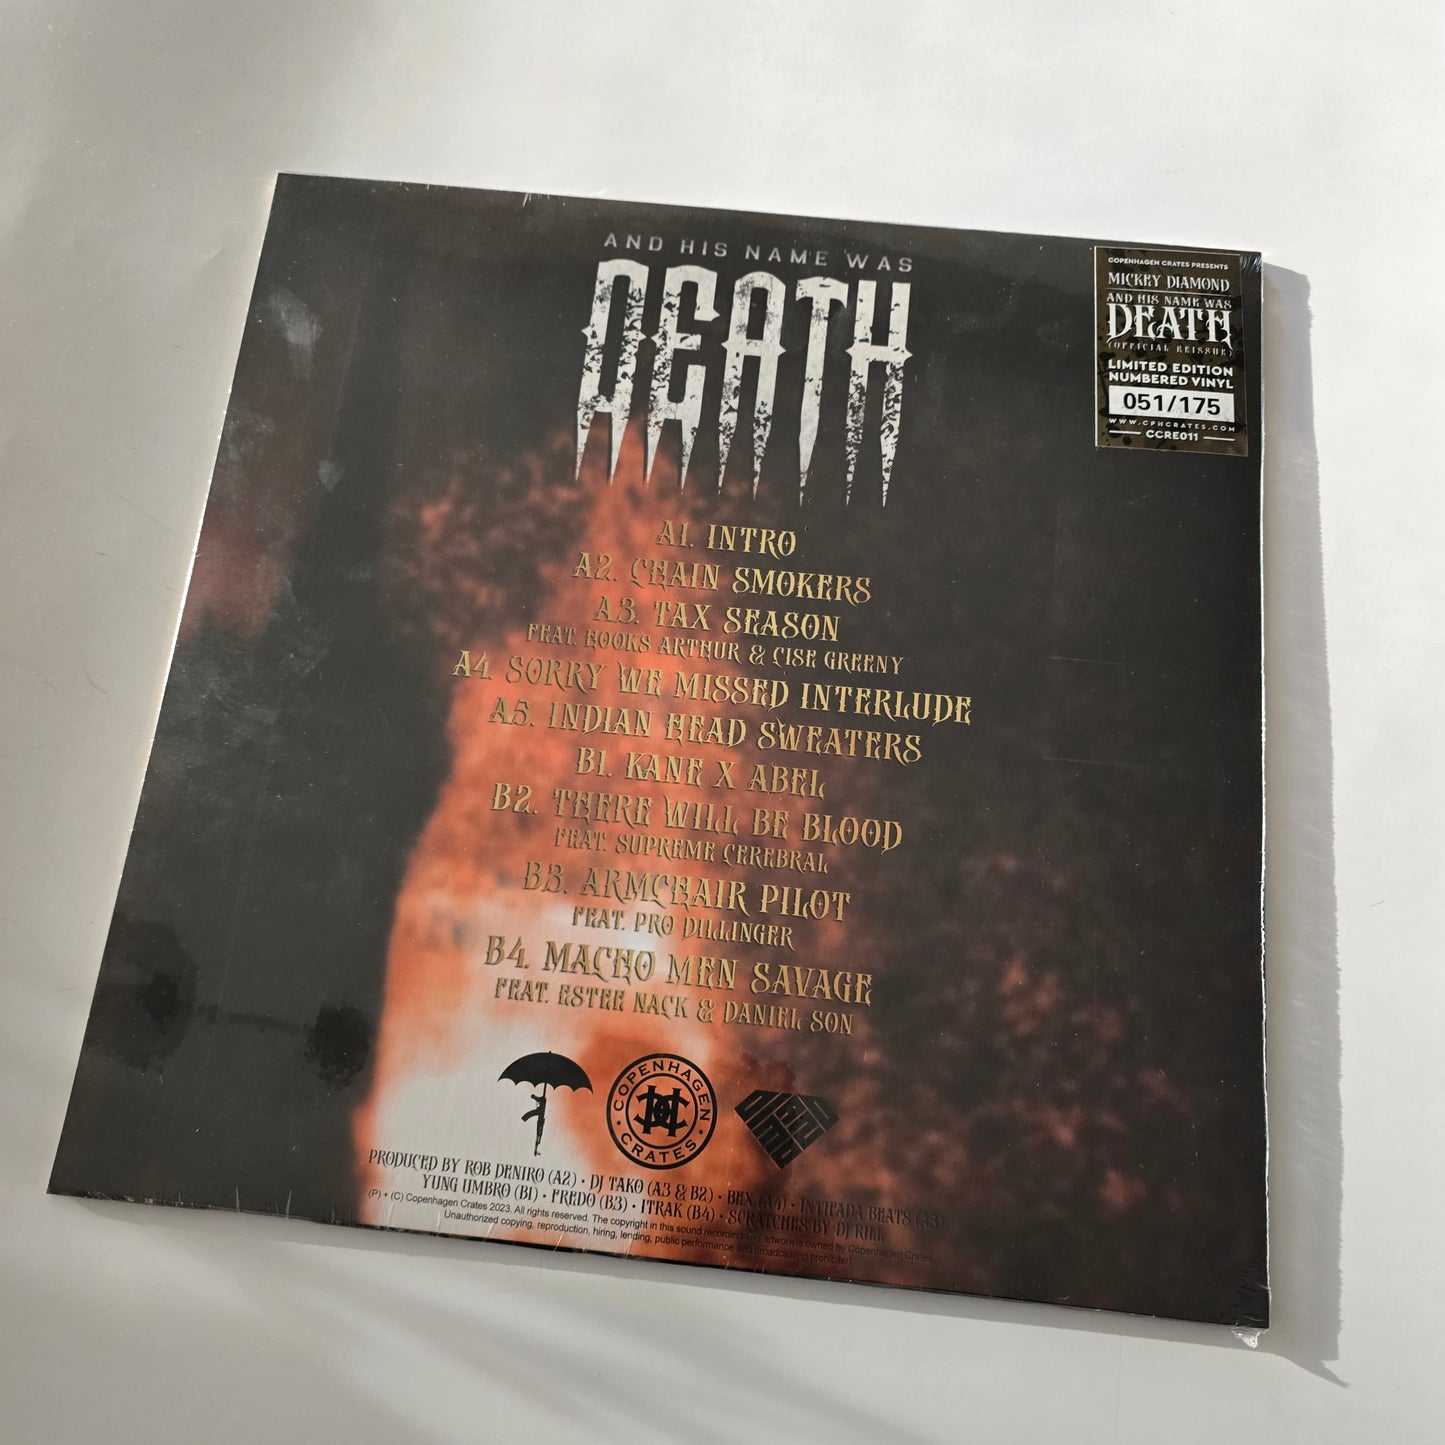 AND HIS NAME WAS
DEATH
COPENHAGEN CRATES PRESENTS
MICKEY DIAMOND
AND HIS NAME WAS
DEATH
(OFFICIAL REISSUE)
LIMITED EDITION
NUMBERED VINYL
051/175
WWW.CPHCRATES.COM
CCRE011
A1. INTRO
A2. CHAIN SMOKERS
A3. TAX SEASON
FEAT. HOOKS ARTHUR & CISE GREENY
A4. SORRY WE MISSED INTERLUDE
A5. INDIAN HEAD SWEATERS
B1. KANE X ABEL
B2. THERE WILL BE BLOOD
FEAT. SUPREME CEREBRAL
B3. ARMCHAIR PILOT
FEAT. PRO DILLINGER
B4. MACHO MEN SAVAGE
FEAT. ESTEE NACK & DANIEL-SON
COPENHAGEN
CRATES
PRODUCED BY ROB DENIRO (A2) · DJ TAKO (A3 & B2) · BHX (A4) · INTIFADA BEATS (A5)
YUNG UMBRO (B1) · FREDO (B3) · ITRAK (B4) · SCRATCHES BY DJ RILL
(P) + (C) Copenhagen Crates 2023. All rights reserved. The copyright in this sound recording and artwork is owned by Copenhagen Crates.
Unauthorized copying, reproduction, hiring, lending, public performance and broadcasting prohibited.